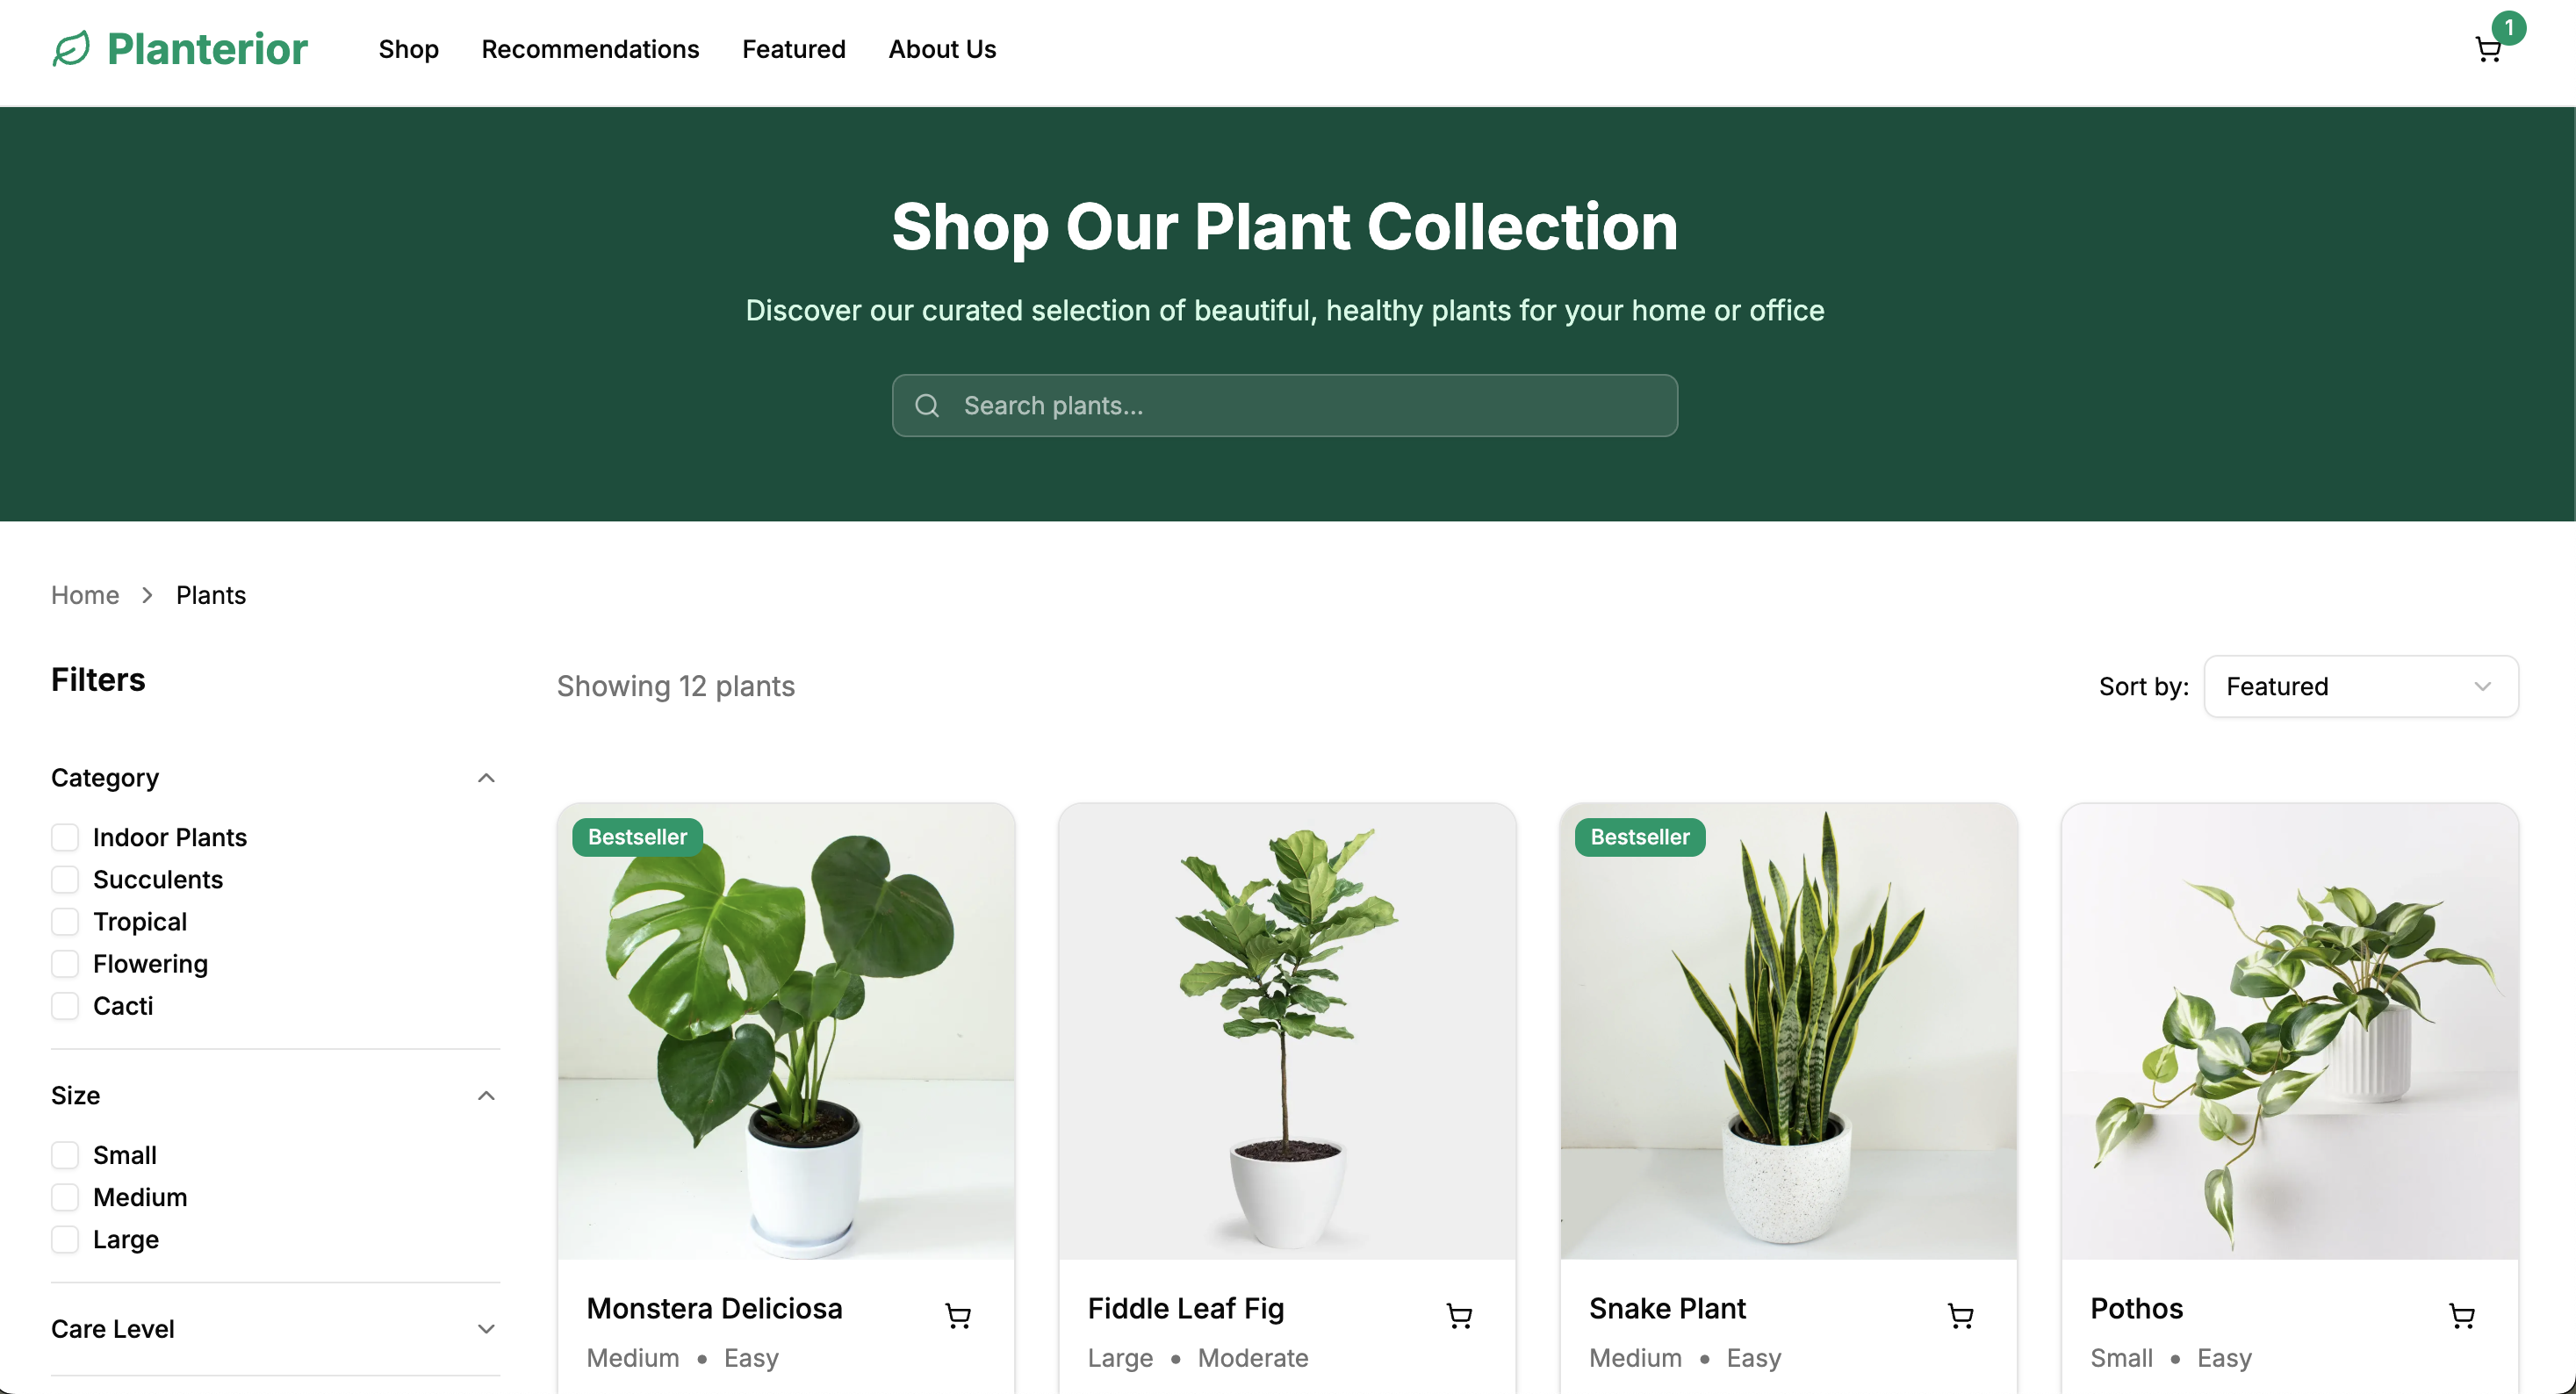 Planterior
Shop
Recommendations
Featured
About Us
1
Shop Our Plant Collection
Discover our curated selection of beautiful, healthy plants for your home or office
Search plants...
Home
Plants
Filters
Category
Indoor Plants
Succulents
Tropical
Flowering
Cacti
Size
Small
Medium
Large
Care Level
Showing 12 plants
Sort by:
Featured
Bestseller
Monstera Deliciosa
Medium • Easy
Fiddle Leaf Fig
Large • Moderate
Bestseller
Snake Plant
Medium • Easy
Pothos
Small • Easy